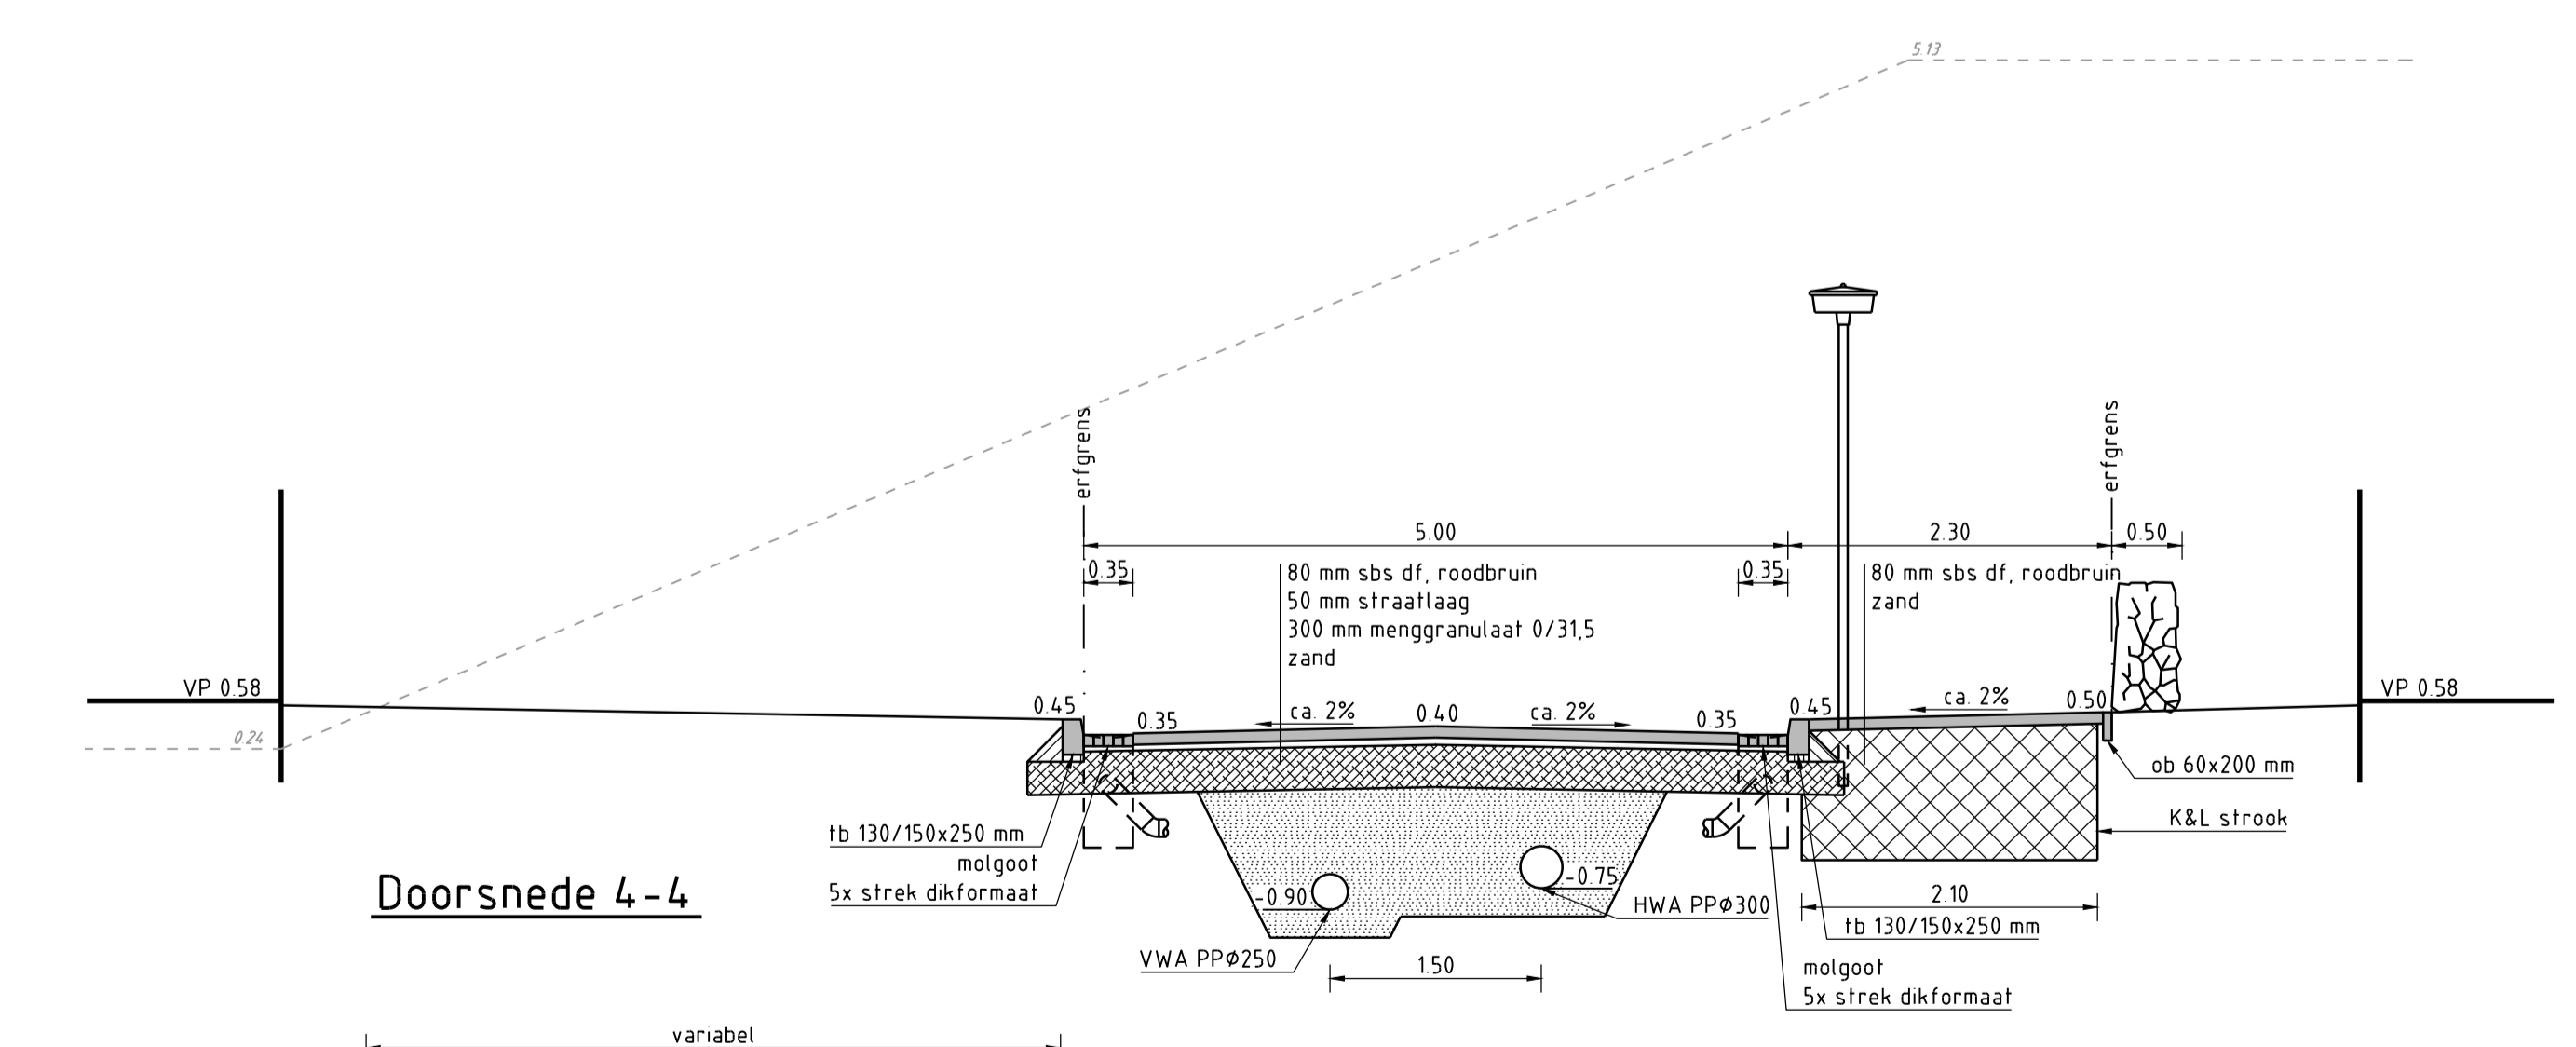 5.13
erfgrens
erfgrens
5.00
2.30
0.50
0.35
0.35
80 mm sbs df, roodbruin
50 mm straatlaag
300 mm menggranulaat 0/31,5
zand
80 mm sbs df, roodbruin
zand
VP 0.58
0.24
0.45
0.35
ca. 2%
0.40
ca. 2%
0.35
0.45
ca. 2%
0.50
VP 0.58
ob 60x200 mm
K&L strook
tb 130/150x250 mm
molgoot
5x strek dikformaat
Doorsnede 4-4
-0.90
-0.75
HWA PPø300
VWA PPø250
1.50
2.10
tb 130/150x250 mm
molgoot
5x strek dikformaat
variabel